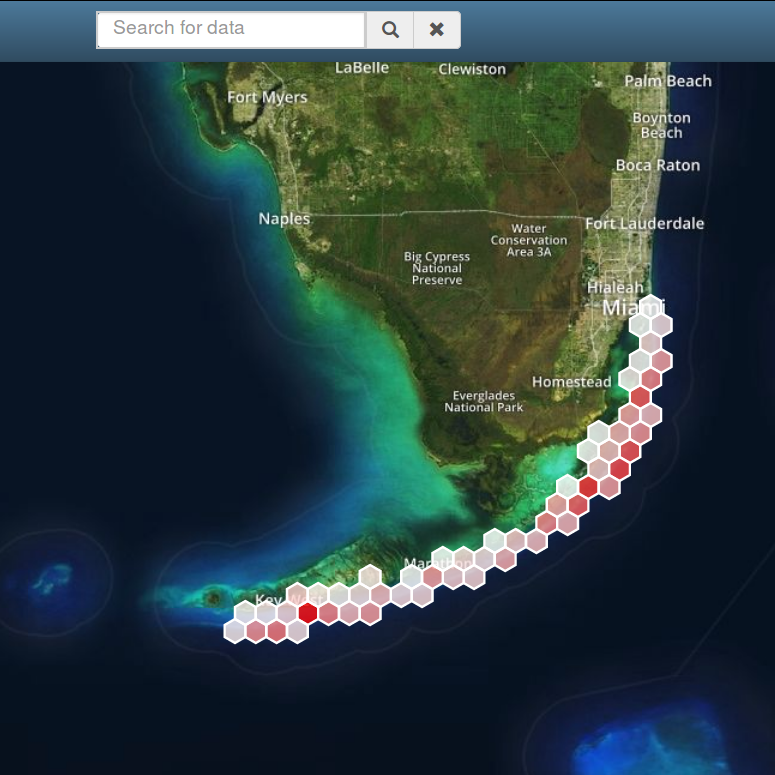 Search for data
LaBelle
Clewiston
Palm Beach
Fort Myers
Boynton
Beach
Boca Raton
Naples
Fort Lauderdale
Water
Conservation
Area 3A
Big Cypress
National
Preserve
Hialeah
Miami
Homestead
Everglades
National Park
Marathon
Key West